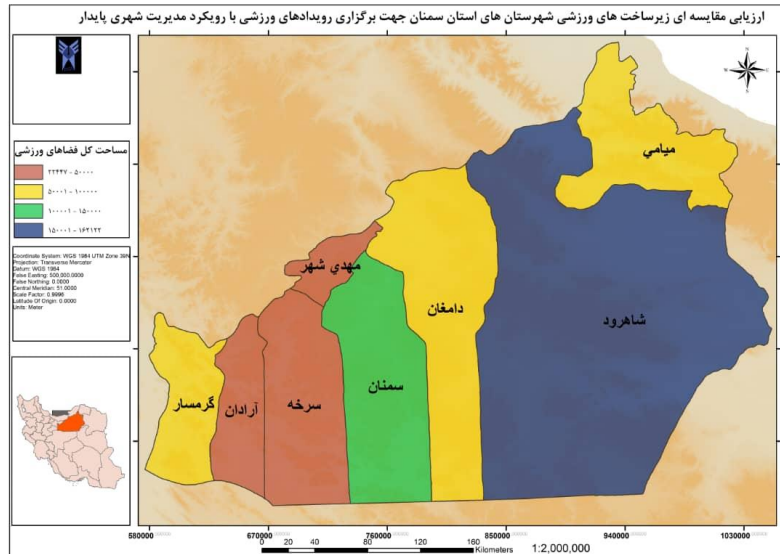 ارزیابی مقایسه ای زیرساخت های ورزشی شهرستان های استان سمنان جهت برگزاری رویدادهای ورزشی با رویکرد مدیریت شهری پایدار
N
مساحت کل فضاهای ورزشی
۲۲۴۴۷ - ۵۰۰۰۰
۵۰۰۰۱ - ۱۰۰۰۰۰
۱۰۰۰۰۱ - ۱۵۰۰۰۰
۱۵۰۰۰۱ - ۱۶۲۱۲۲
Coordinate System: WGS 1984 UTM Zone 39N
Projection: Transverse Mercator
Datum: WGS 1984
False Easting: 500,000.0000
False Northing: 0.0000
Central Meridian: 51.0000
Scale Factor: 0.9996
Latitude Of Origin: 0.0000
Units: Meter
ميامي
مهدي شهر
دامغان
شاهرود
سمنان
سرخه
آرادان
گرمسار
580000 670000 760000 850000 940000 1030000
0 20 40 80 120 160
Kilometers
1:2,000,000